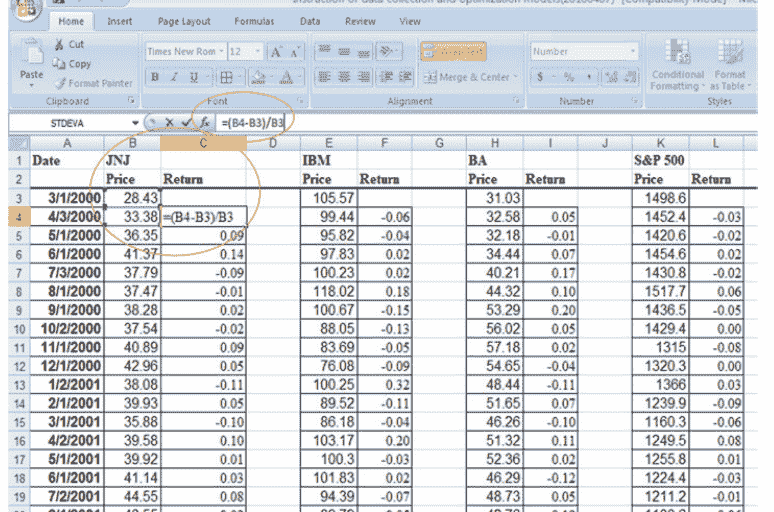 Home Insert Page Layout Formulas Data Review View
Cut
Copy
Format Painter
Paste
Times New Rom 12 A A
B I U A
Merge & Center
Number
$ % ,
Conditional Formatting
Format as Table
Clipboard Font Alignment Number Styles
STDEVA fx =(B4-B3)/B3
A B C D E F G H I J K L
1 Date JNJ IBM BA S&P 500
2 Price Return Price Return Price Return Price Return
3 3/1/2000 28.43 105.57 31.03 1498.6
4 4/3/2000 33.38 =(B4-B3)/B3 99.44 -0.06 32.58 0.05 1452.4 -0.03
5 5/1/2000 36.35 0.09 95.82 -0.04 32.18 -0.01 1420.6 -0.02
6 6/1/2000 41.37 0.14 97.83 0.02 34.44 0.07 1454.6 0.02
7 7/3/2000 37.79 -0.09 100.23 0.02 40.21 0.17 1430.8 -0.02
8 8/1/2000 37.47 -0.01 118.02 0.18 44.32 0.10 1517.7 0.06
9 9/1/2000 38.28 0.02 100.67 -0.15 53.29 0.20 1436.5 -0.05
10 10/2/2000 37.54 -0.02 88.05 -0.13 56.02 0.05 1429.4 0.00
11 11/1/2000 40.89 0.09 83.69 -0.05 57.18 0.02 1315 -0.08
12 12/1/2000 42.96 0.05 76.08 -0.09 54.65 -0.04 1320.3 0.00
13 1/2/2001 38.08 -0.11 100.25 0.32 48.44 -0.11 1366 0.03
14 2/1/2001 39.93 0.05 89.52 -0.11 51.65 0.07 1239.9 -0.09
15 3/1/2001 35.88 -0.10 86.18 -0.04 46.26 -0.10 1160.3 -0.06
16 4/2/2001 39.58 0.10 103.17 0.20 51.32 0.11 1249.5 0.08
17 5/1/2001 39.92 0.01 100.3 -0.03 52.36 0.02 1255.8 0.01
18 6/1/2001 41.14 0.03 101.83 0.02 46.29 -0.12 1224.4 -0.03
19 7/2/2001 44.55 0.08 94.39 -0.07 48.73 0.05 1211.2 -0.01